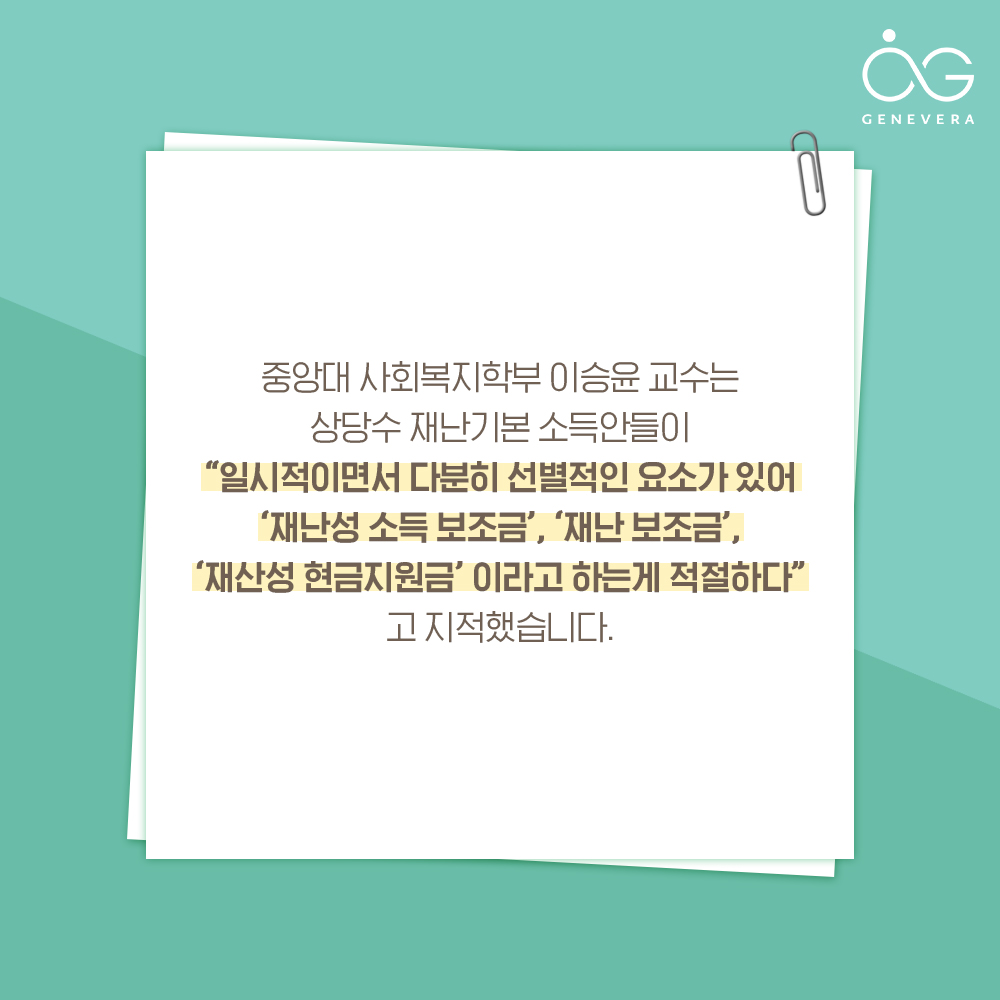 GENEVERA
중앙대 사회복지학부 이승윤 교수는
상당수 재난기본 소득안들이
“일시적이면서 다분히 선별적인 요소가 있어
‘재난성 소득 보조금’, ‘재난 보조금’,
‘재산성 현금지원금’ 이라고 하는게 적절하다”
고 지적했습니다.